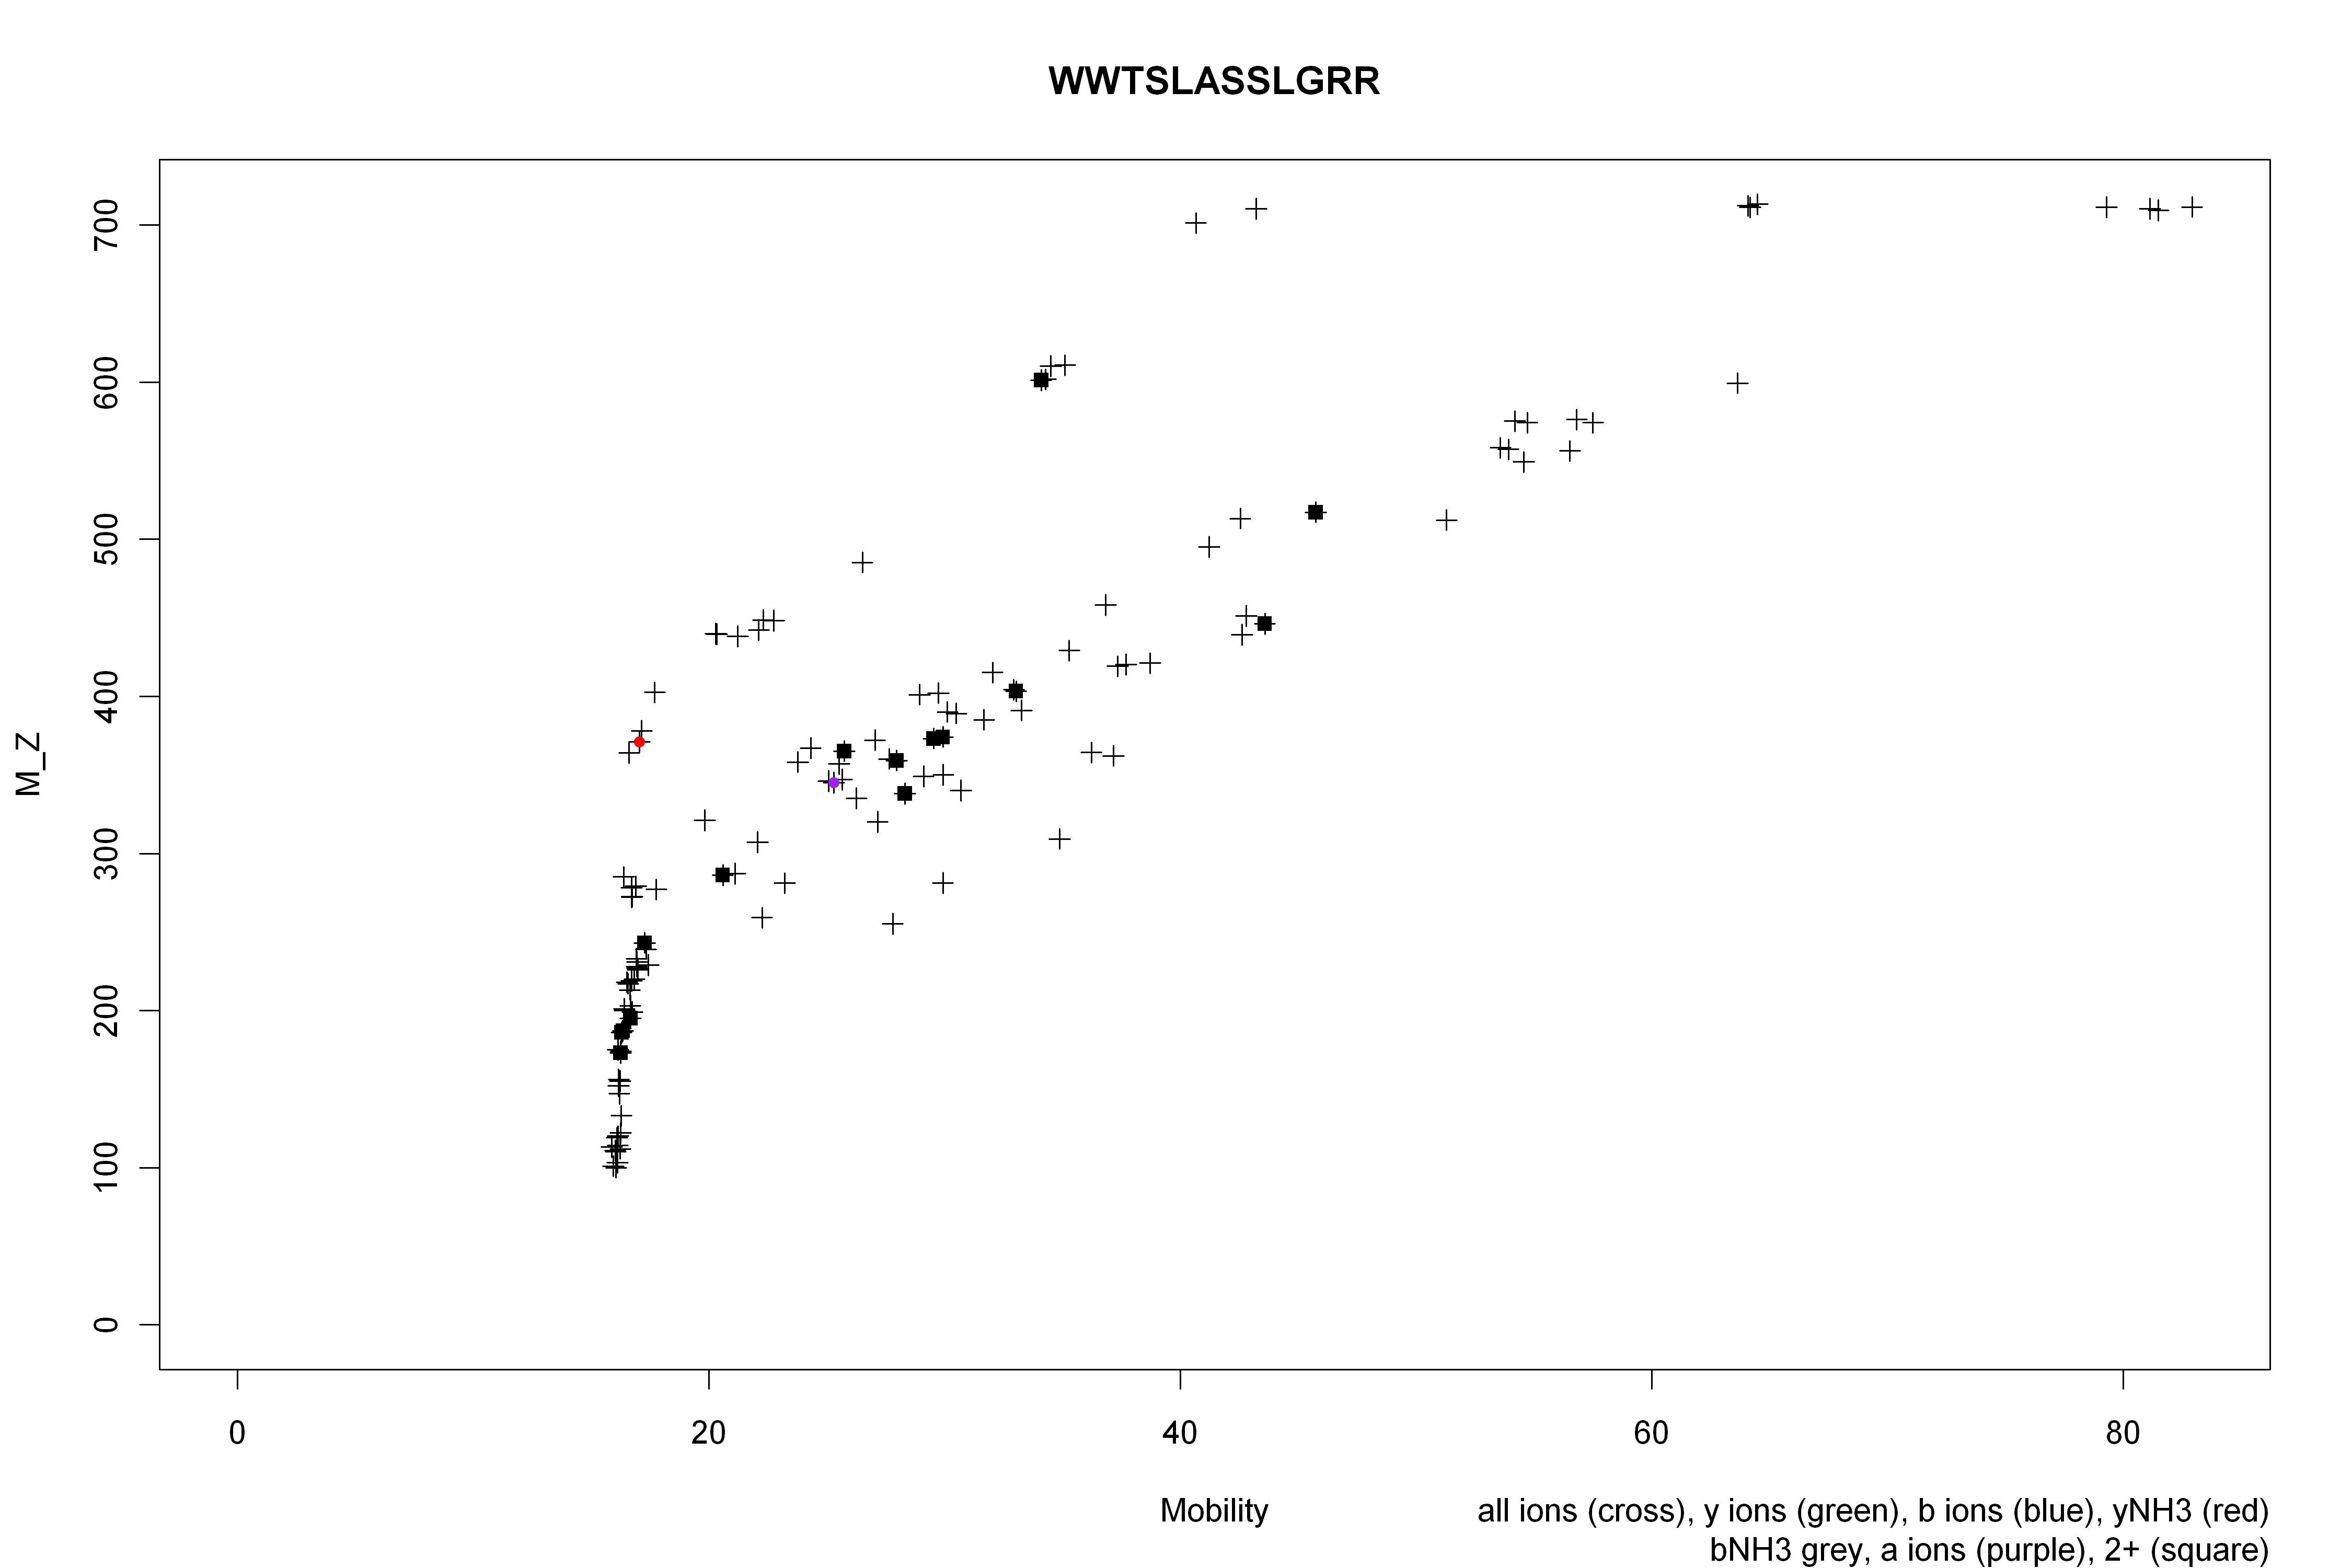 WWTSLASSLGRR
M_Z
700
600
500
400
300
200
100
0
0 20 40 60 80
Mobility
all ions (cross), y ions (green), b ions (blue), yNH3 (red)
bNH3 grey, a ions (purple), 2+ (square)